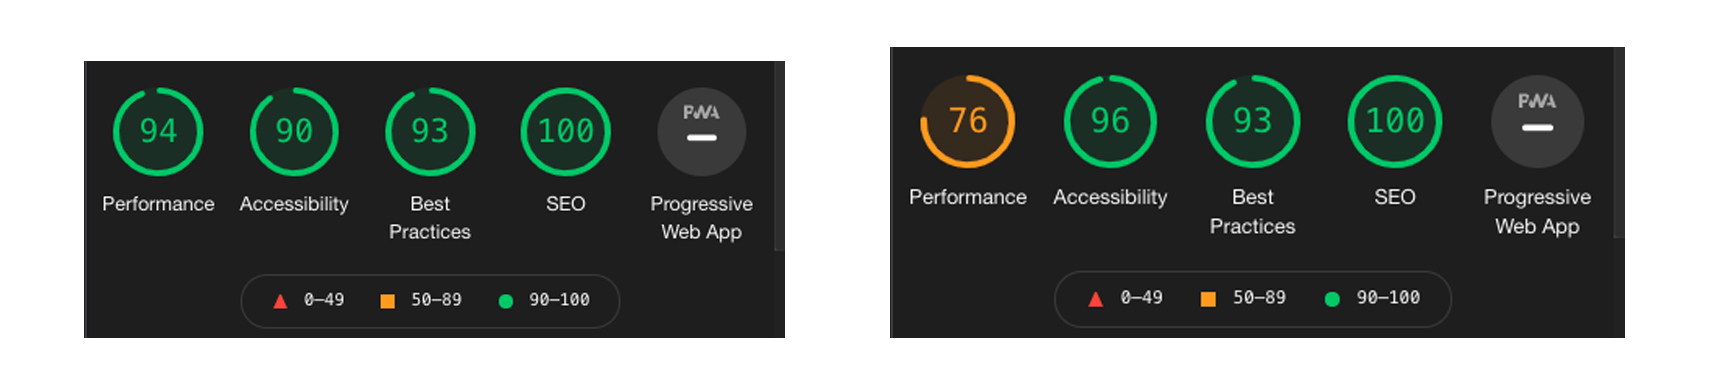 94 90 93 100 PWA
Performance Accessibility Best SEO Progressive
Practices Web App
0–49 50–89 90–100
76 96 93 100 PWA
Performance Accessibility Best SEO Progressive
Practices Web App
0–49 50–89 90–100